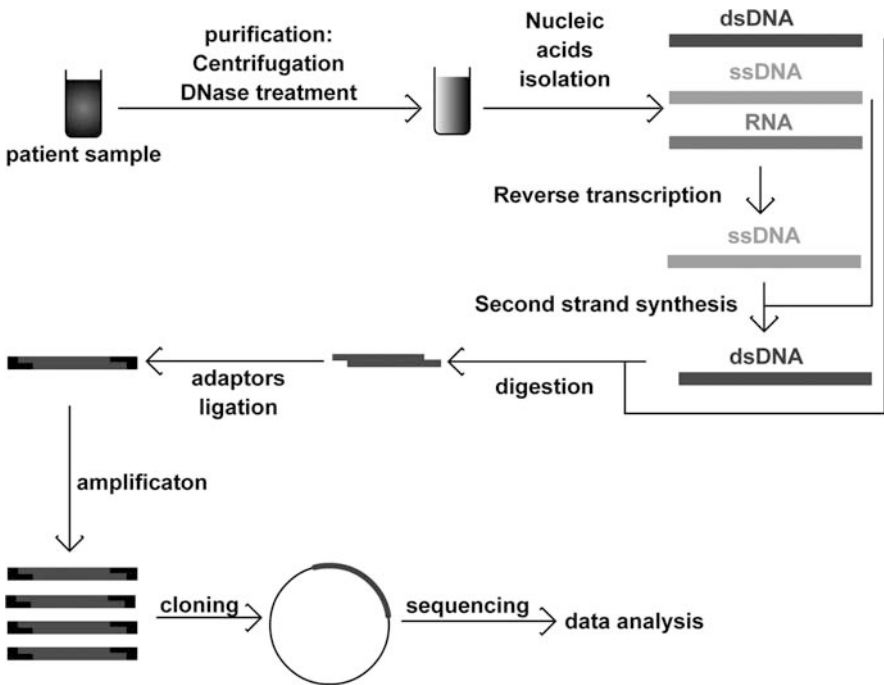 purification:
Centrifugation
DNase treatment
Nucleic
acids
isolation
dsDNA
ssDNA
RNA
patient sample
Reverse transcription
ssDNA
Second strand synthesis
dsDNA
digestion
adaptors
ligation
amplificaton
cloning
sequencing
data analysis